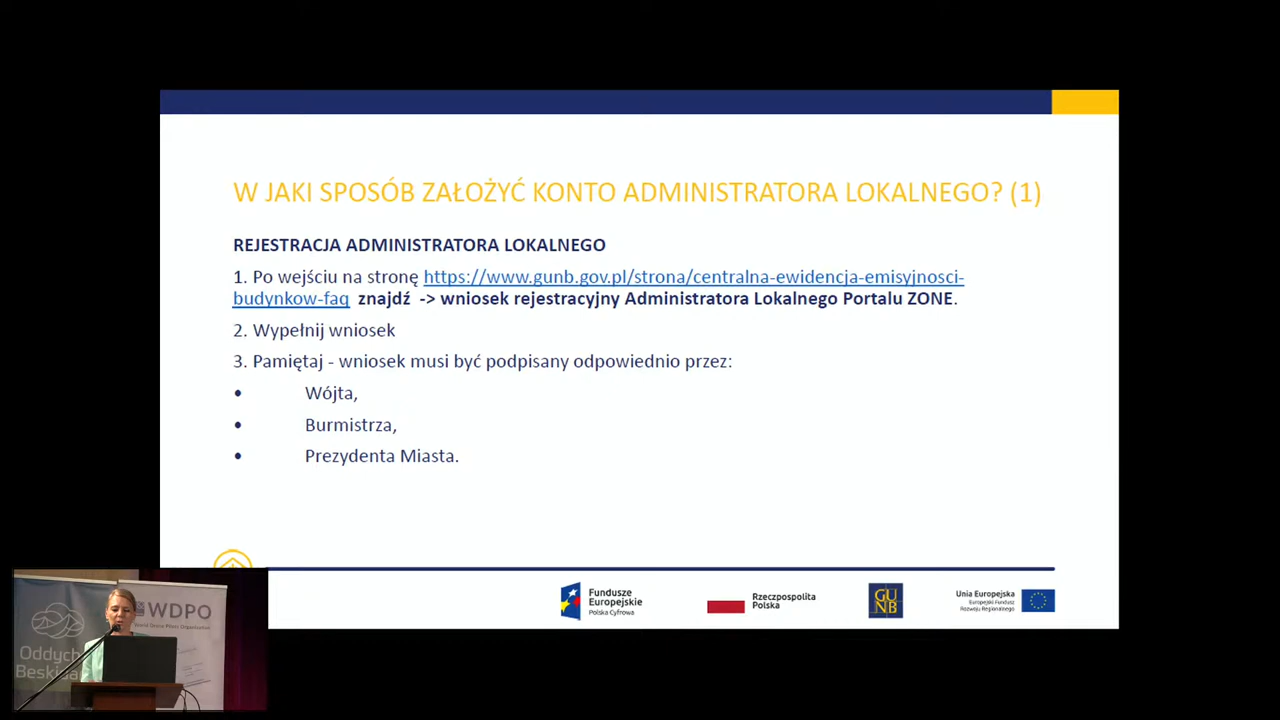 W JAKI SPOSÓB ZAŁOŻYĆ KONTO ADMINISTRATORA LOKALNEGO? (1)
REJESTRACJA ADMINISTRATORA LOKALNEGO
1. Po wejściu na stronę https://www.gunb.gov.pl/strona/centralna-ewidencja-emisyjnosci-
budynkow-faq znajdź -> wniosek rejestracyjny Administratora Lokalnego Portalu ZONE.
2. Wypełnij wniosek
3. Pamiętaj - wniosek musi być podpisany odpowiednio przez:
• Wójta,
• Burmistrza,
• Prezydenta Miasta.
Fundusze
Europejskie
Polska Cyfrowa
Rzeczpospolita
Polska
GU
NB
Unia Europejska
Europejski Fundusz
Rozwoju Regionalnego
WDPO
Oddych